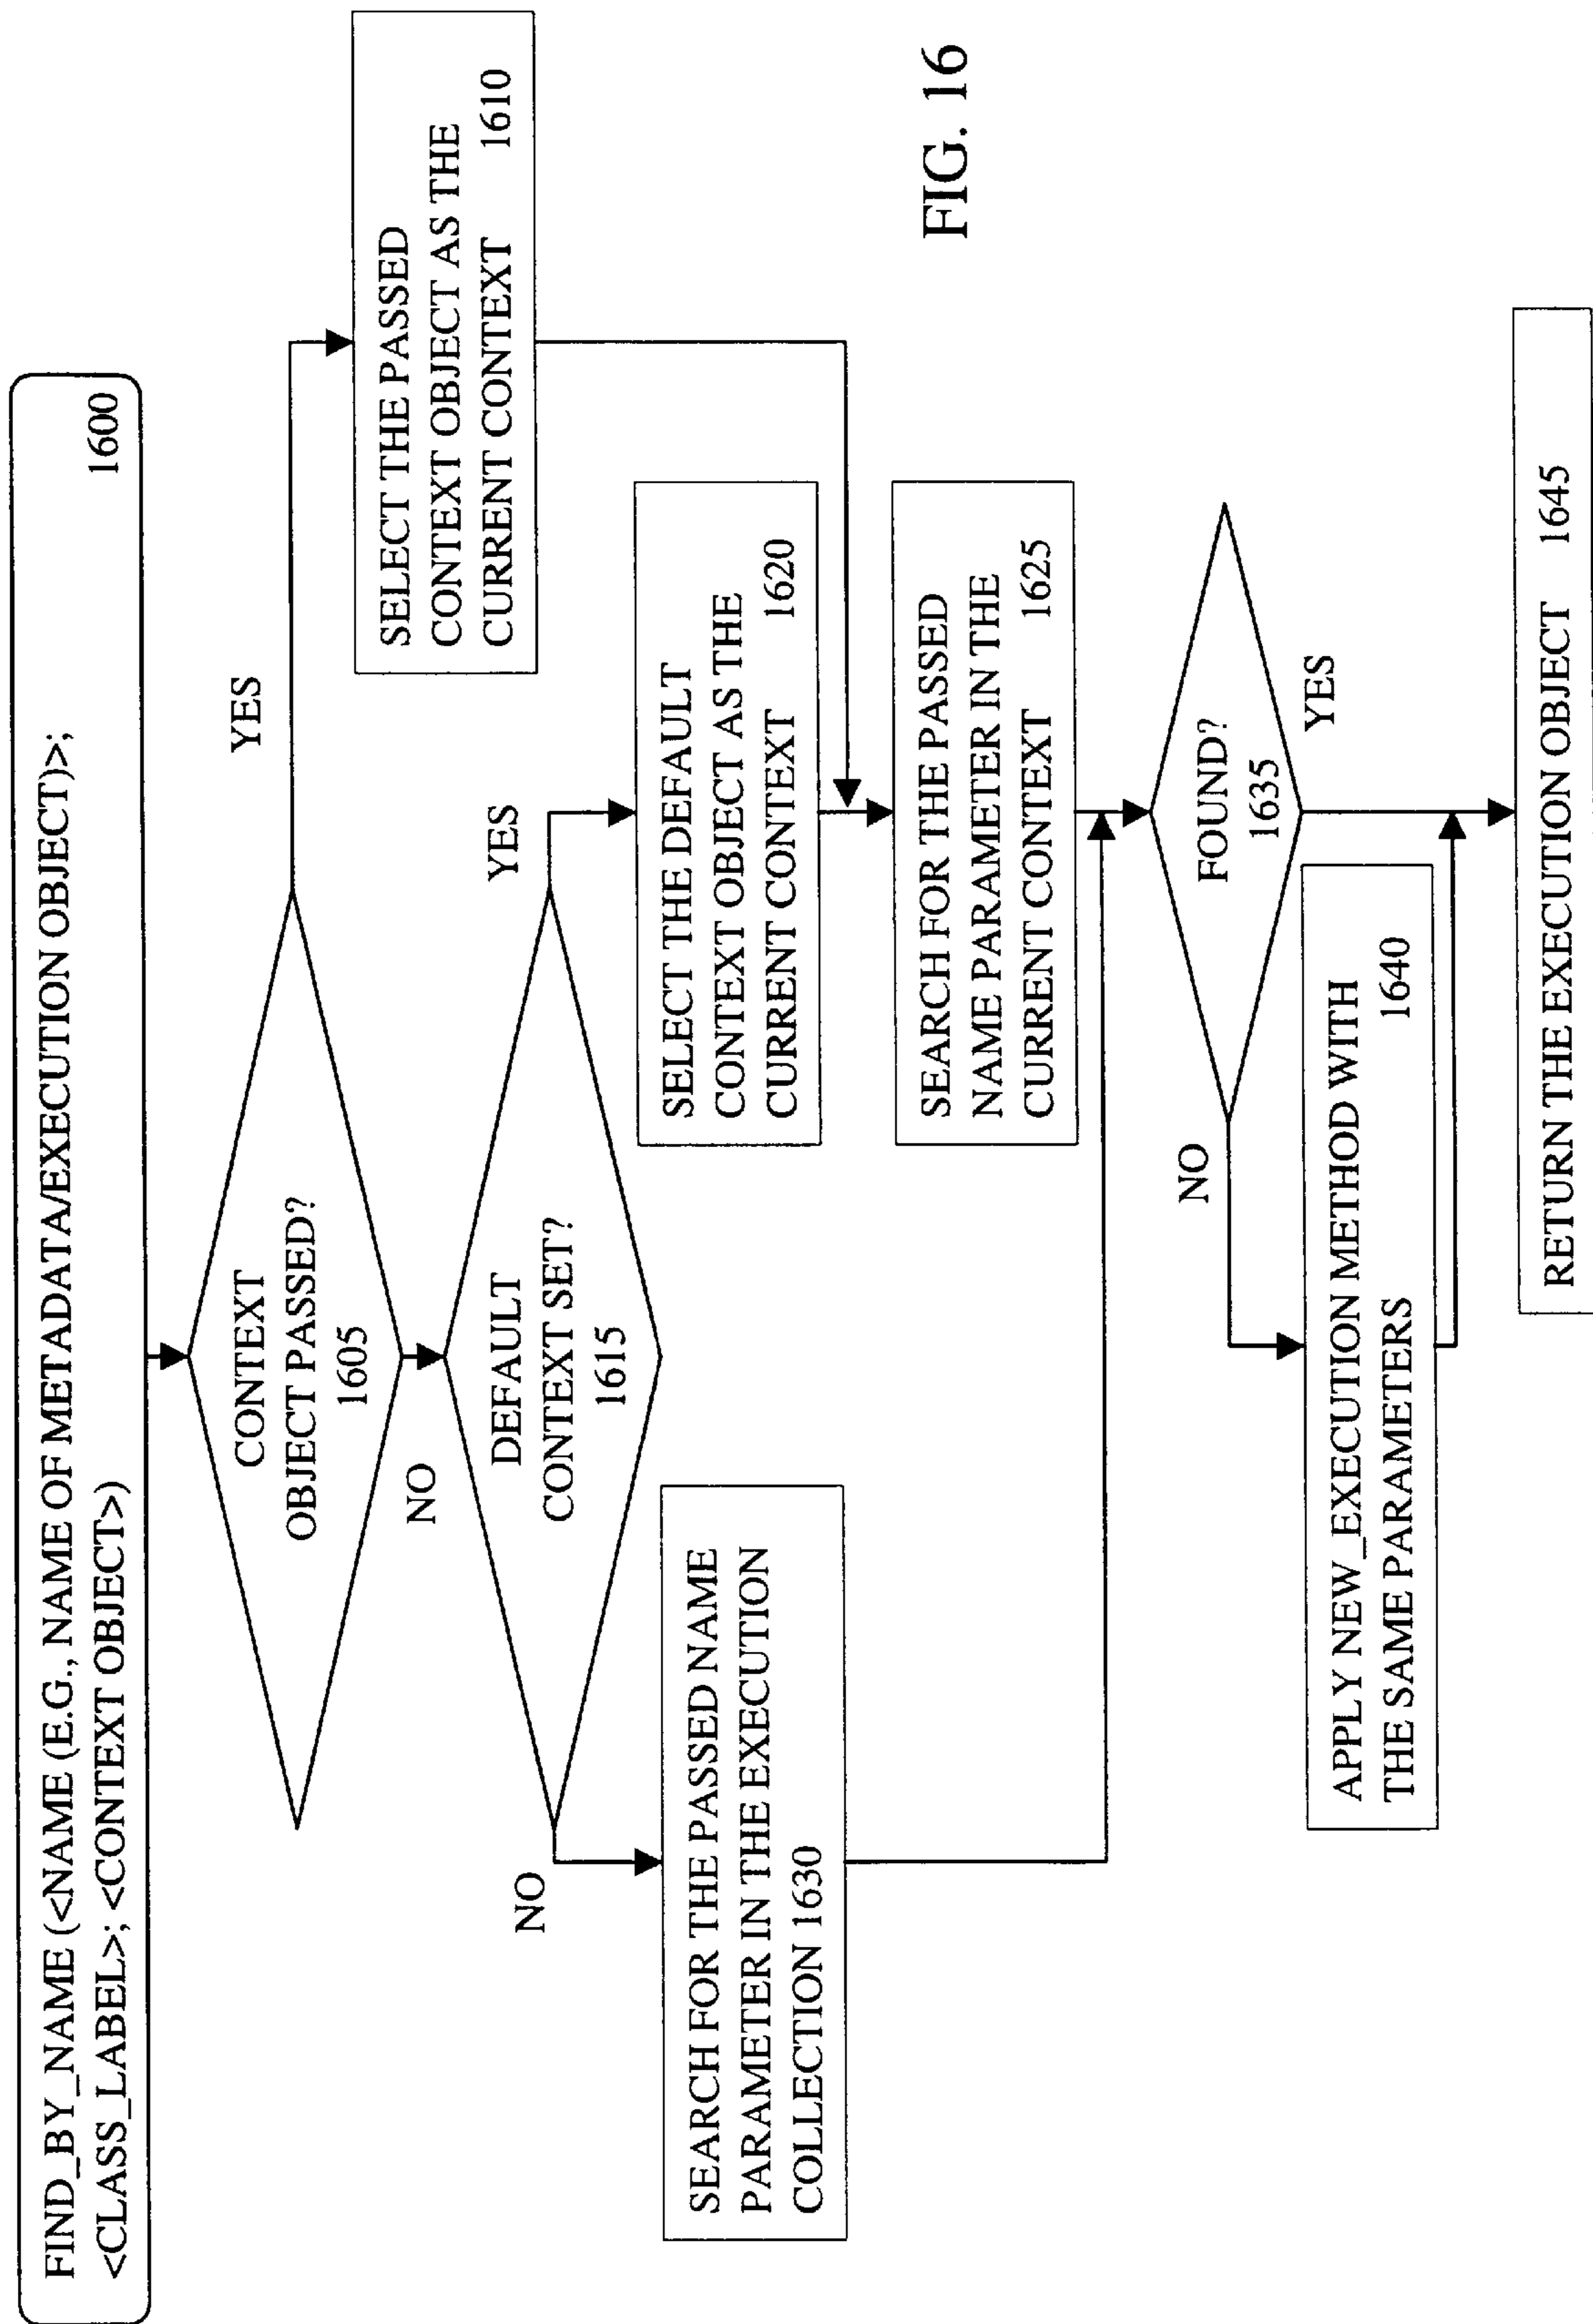 FIND_BY_NAME (<NAME (E.G., NAME OF METADATA/EXECUTION OBJECT)>;
<CLASS_LABEL>; <CONTEXT OBJECT>)
1600
CONTEXT
OBJECT PASSED?
1605
YES
NO
SELECT THE PASSED
CONTEXT OBJECT AS THE
CURRENT CONTEXT 1610
DEFAULT
CONTEXT SET?
1615
YES
NO
SELECT THE DEFAULT
CONTEXT OBJECT AS THE
CURRENT CONTEXT 1620
SEARCH FOR THE PASSED NAME
PARAMETER IN THE EXECUTION
COLLECTION 1630
SEARCH FOR THE PASSED
NAME PARAMETER IN THE
CURRENT CONTEXT 1625
FOUND?
1635
NO
YES
APPLY NEW_EXECUTION METHOD WITH
THE SAME PARAMETERS 1640
RETURN THE EXECUTION OBJECT 1645
FIG. 16